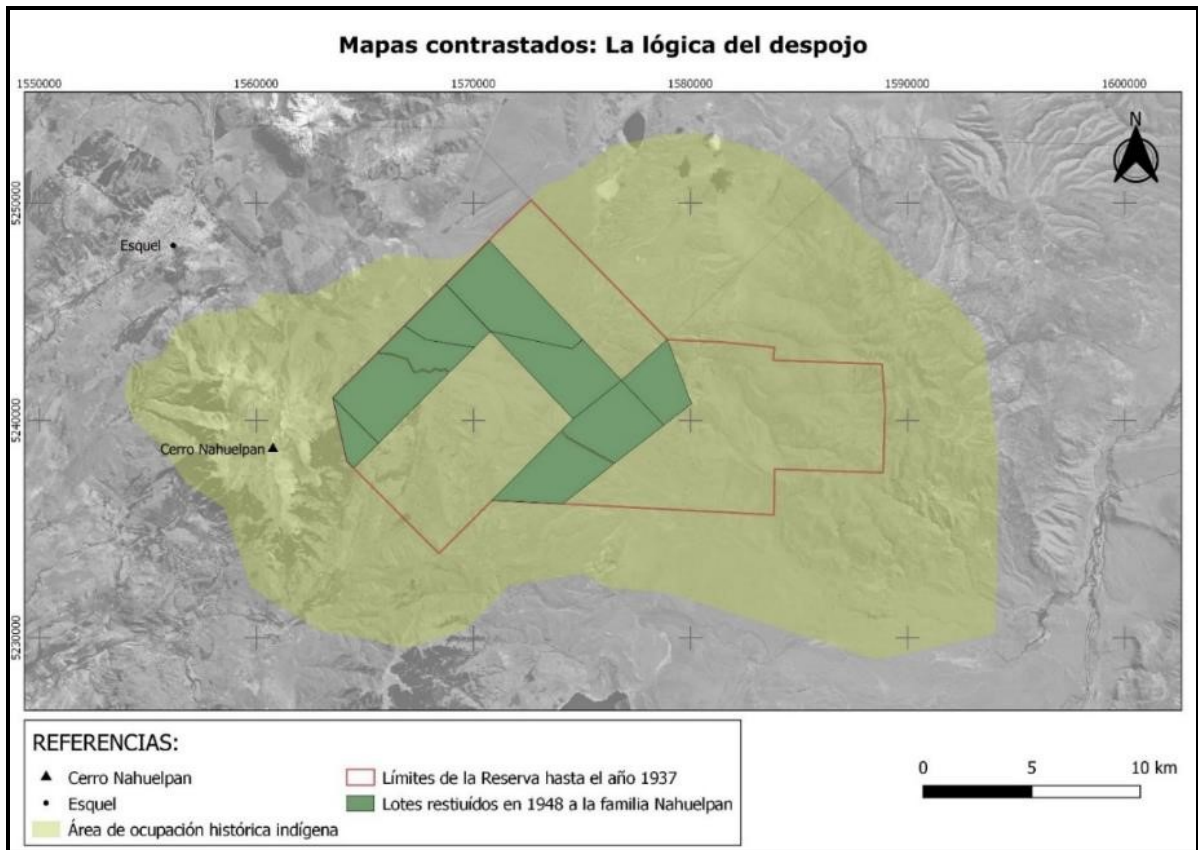 Mapas contrastados: La lógica del despojo
1550000 1560000 1570000 1580000 1590000 1600000
N
5250000
Esquel
5240000
Cerro Nahuelpan
5230000
REFERENCIAS:
Cerro Nahuelpan
Esquel
Área de ocupación histórica indígena
Límites de la Reserva hasta el año 1937
Lotes restiuídos en 1948 a la familia Nahuelpan
0 5 10 km